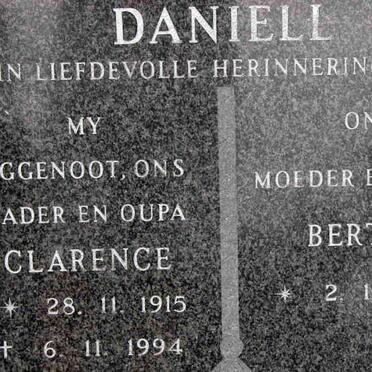 DANIELL
IN LIEFDEVOLLE HERINNERING
MY
GGENOOT, ONS
ADER EN OUPA
CLARENCE
* 28. 11. 1915
† 6. 11. 1994
ON
MOEDER E
BERT
* 2. 1